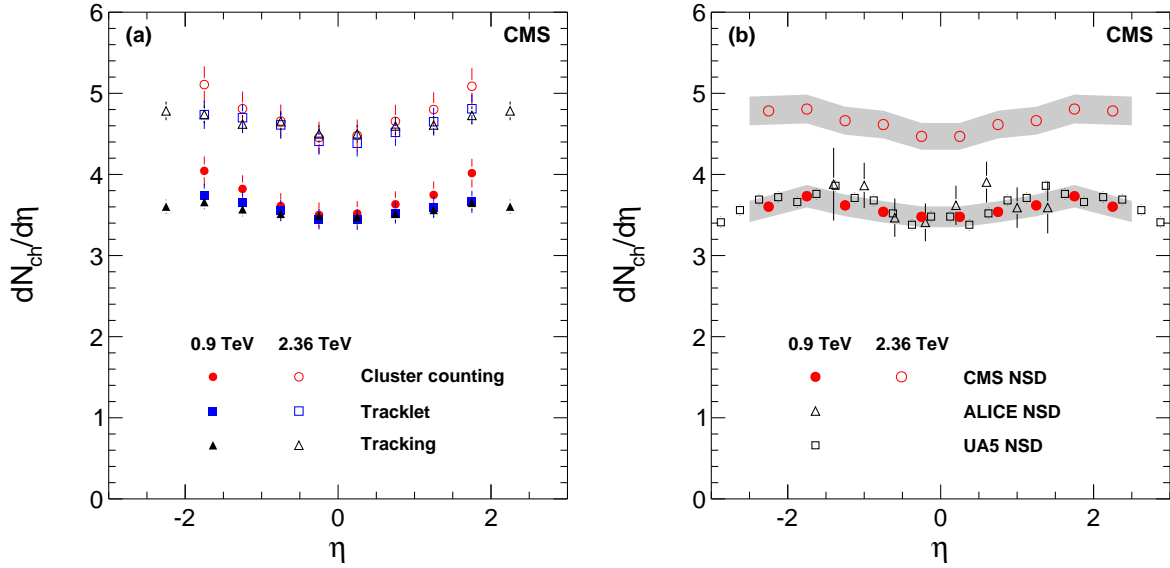 (a)
CMS
dN_ch/dη
6
5
4
3
2
1
0
0.9 TeV 2.36 TeV
Cluster counting
Tracklet
Tracking
-2 0 2
η
(b)
CMS
dN_ch/dη
6
5
4
3
2
1
0
0.9 TeV 2.36 TeV
CMS NSD
ALICE NSD
UA5 NSD
-2 0 2
η